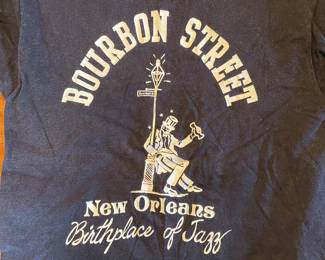 BOURBON STREET
New Orleans
Birthplace of Jazz